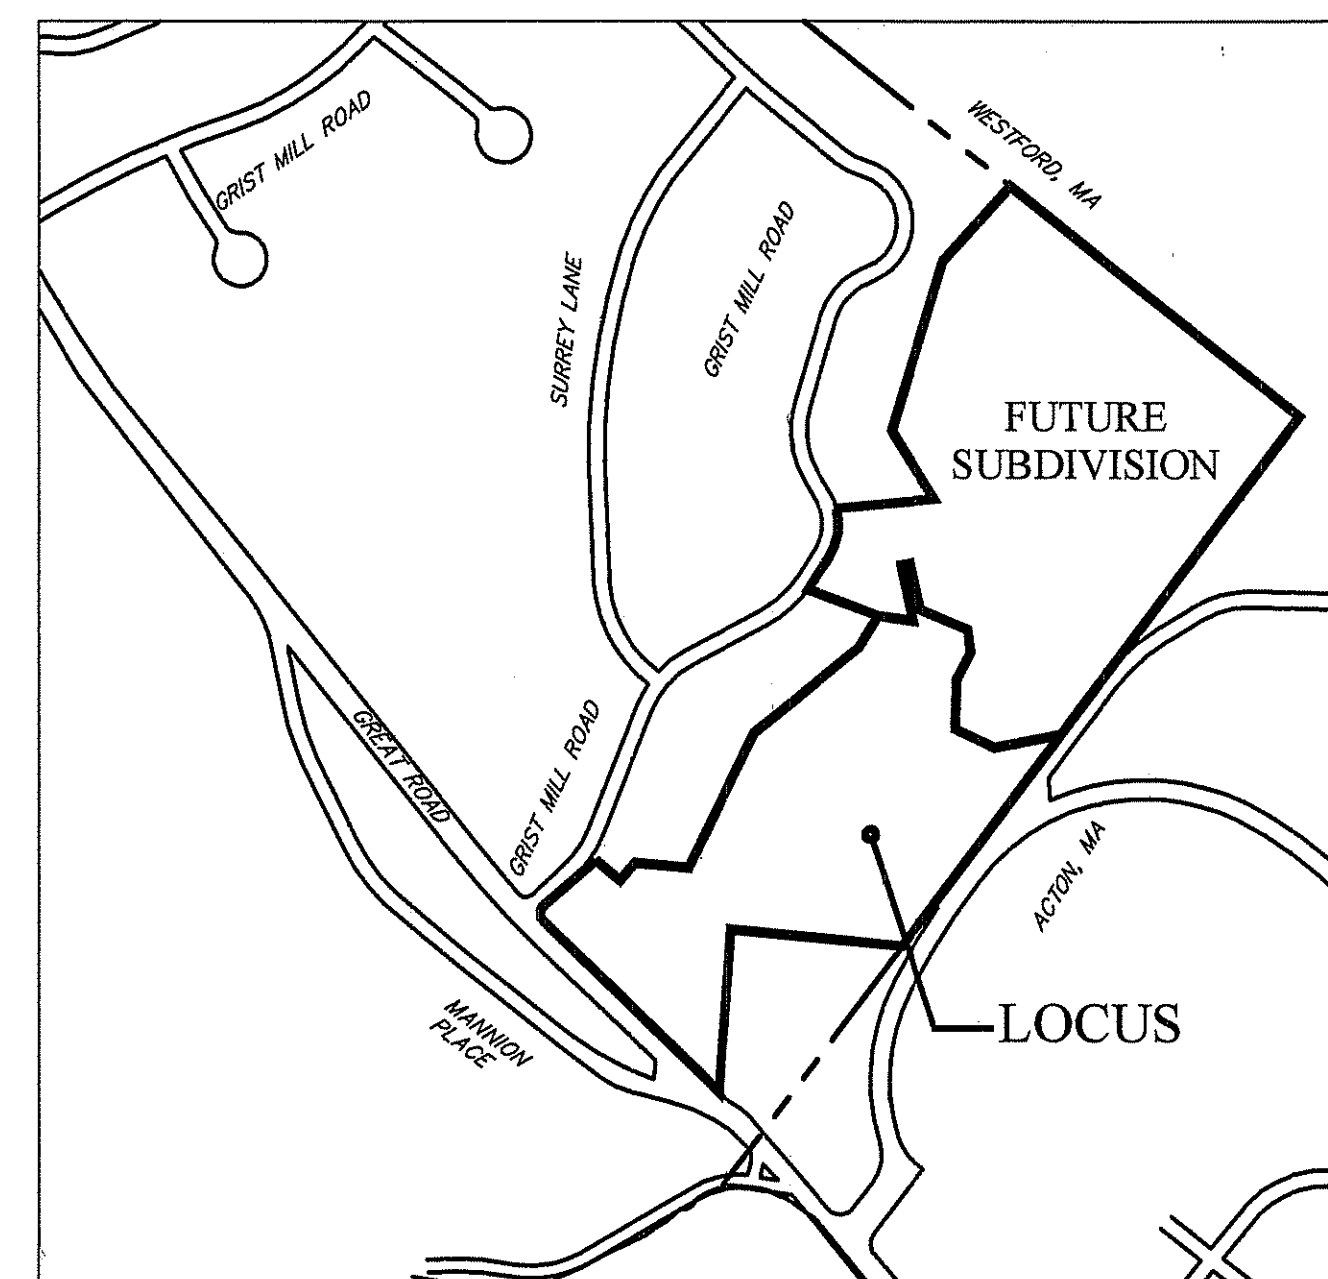 WESTFORD, MA
GRIST MILL ROAD
GRIST MILL ROAD
SURREY LANE
FUTURE
SUBDIVISION
GRIST MILL ROAD
GREAT ROAD
ACTON, MA
MANNION
PLACE
LOCUS